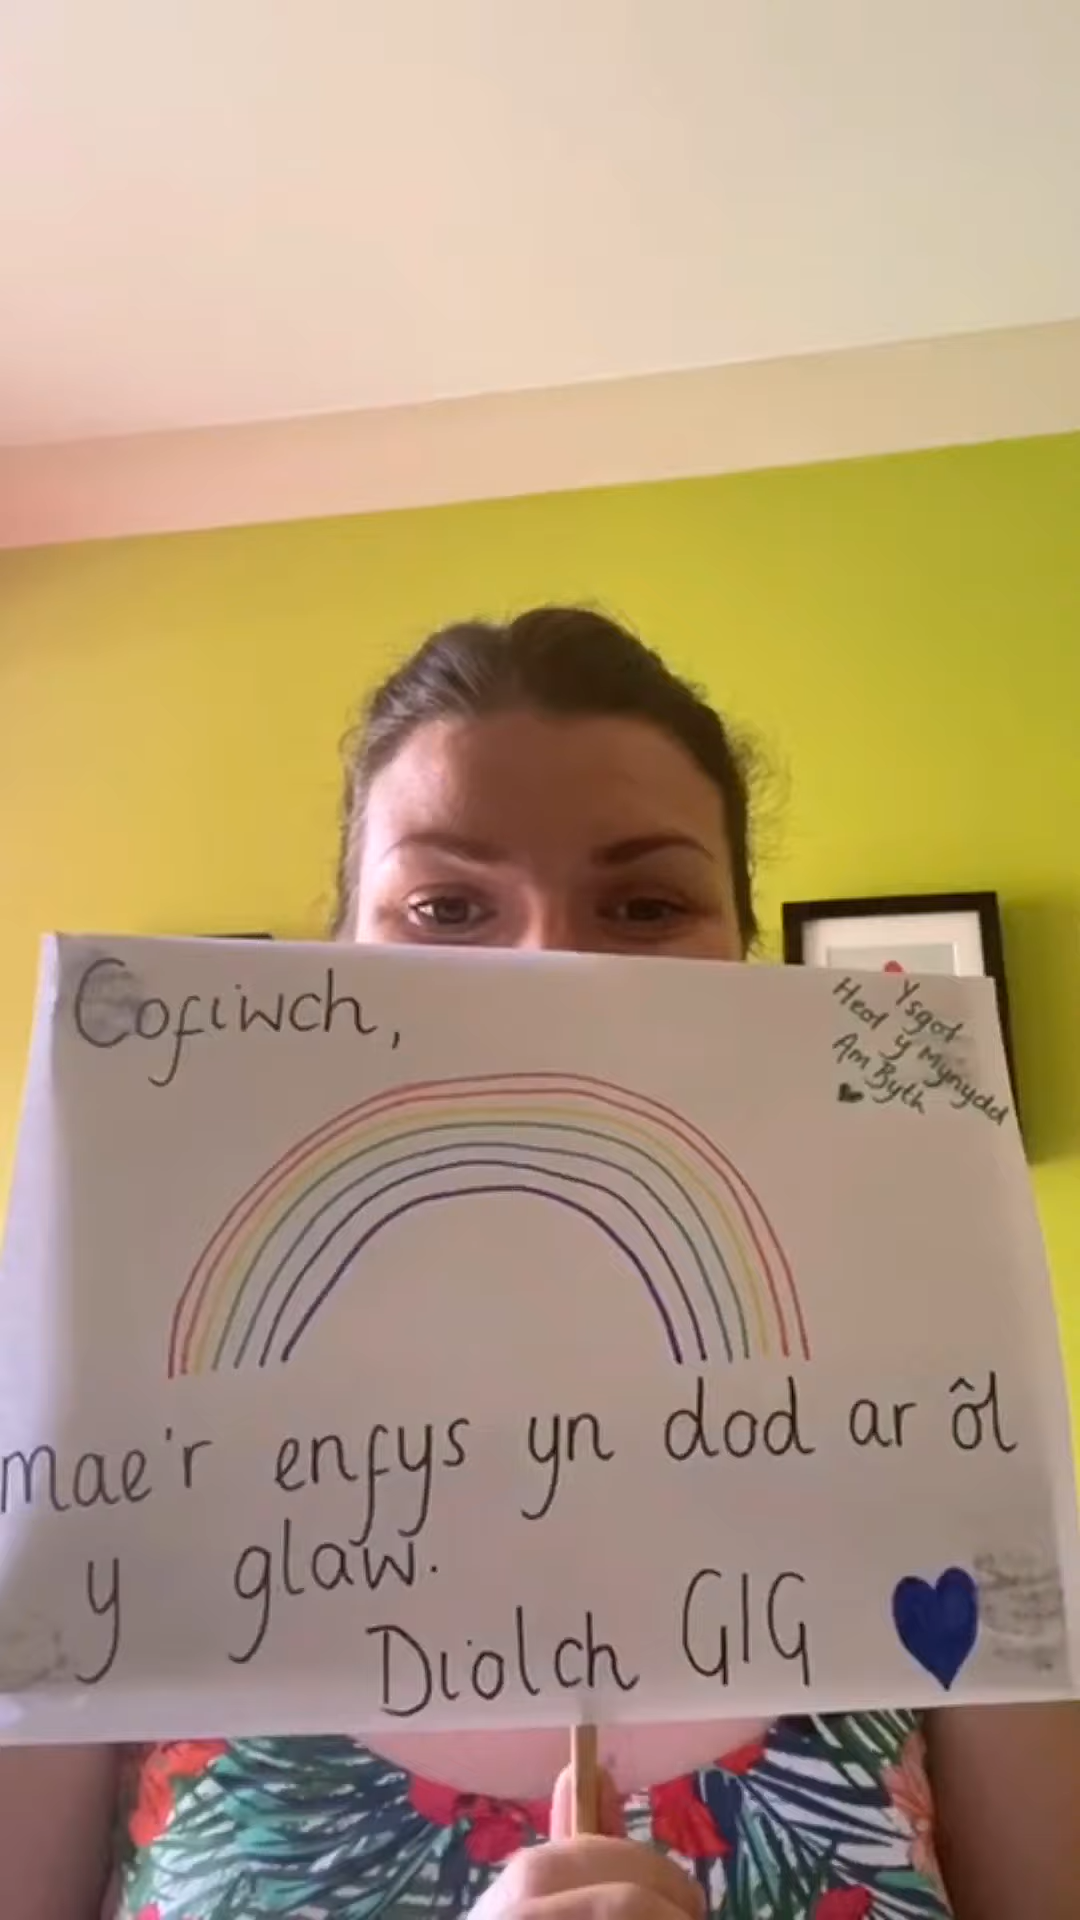 Cofiwch,
Ysgol
Heol y Mynydd
Am Byth
mae'r enfys yn dod ar ôl
y glaw.
Diolch GIG